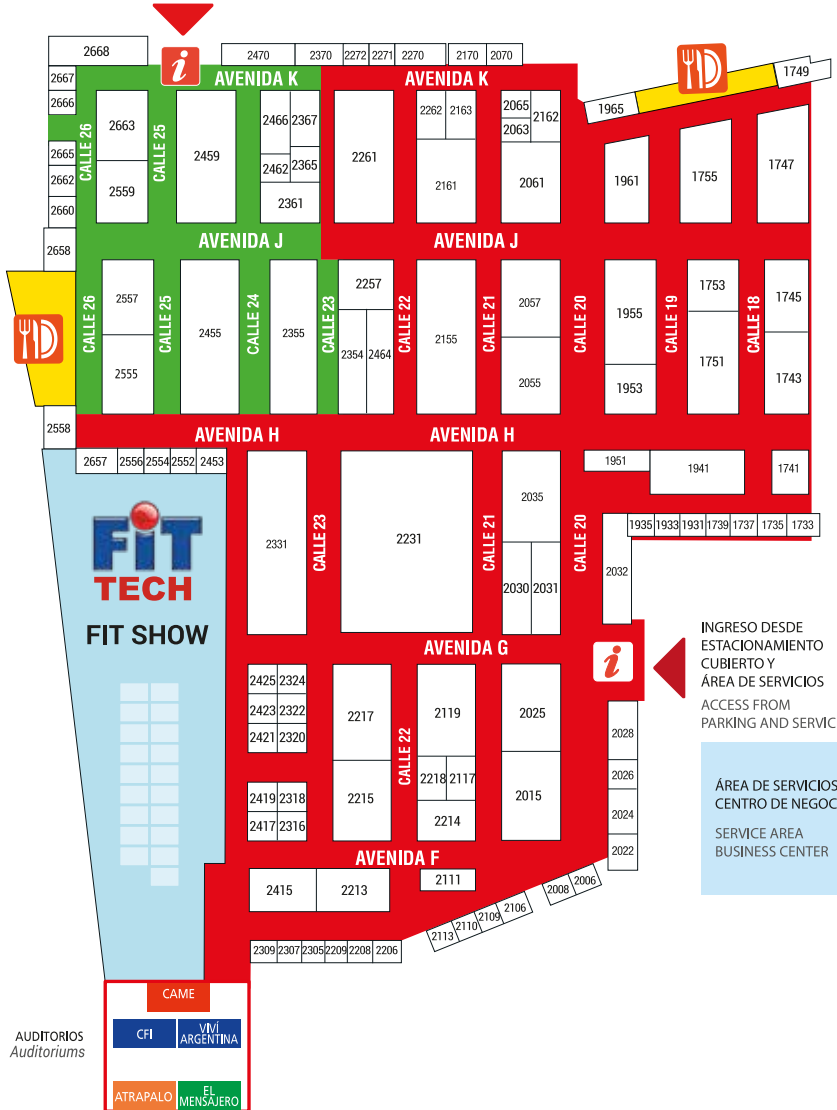 2668
2470
2370
2272
2271
2270
2170
2070
i
AVENIDA K
AVENIDA K
1749
1965
2667
2666
2665
2662
2660
2658
CALLE 26
2663
2559
CALLE 25
2459
2466
2367
2462
2365
2361
2261
2262
2163
2161
2065
2063
2162
2061
1961
1755
1747
AVENIDA J
AVENIDA J
CALLE 26
2557
2555
CALLE 25
2455
CALLE 24
2355
CALLE 23
2257
2354
2464
CALLE 22
2155
CALLE 21
2057
2055
CALLE 20
1955
1953
CALLE 19
1753
1751
CALLE 18
1745
1743
2558
AVENIDA H
AVENIDA H
2657
2556
2554
2552
2453
1951
1941
1741
FiT
TECH
FIT SHOW
2331
CALLE 23
2231
CALLE 21
2035
2030
2031
CALLE 20
2032
1935
1933
1931
1739
1737
1735
1733
AVENIDA G
i
INGRESO DESDE
ESTACIONAMIENTO
CUBIERTO Y
ÁREA DE SERVICIOS
ACCESS FROM
PARKING AND SERVIC
2425
2324
2423
2322
2421
2320
2419
2318
2417
2316
2217
2215
CALLE 22
2119
2218
2117
2214
2025
2015
2028
2026
2024
2022
ÁREA DE SERVICIOS
CENTRO DE NEGOC
SERVICE AREA
BUSINESS CENTER
AVENIDA F
2415
2213
2111
2309
2307
2305
2209
2208
2206
2113
2110
2109
2106
2008
2006
AUDITORIOS
Auditoriums
CAME
CFI
VIVÍ
ARGENTINA
ATRAPALO
EL
MENSAJERO